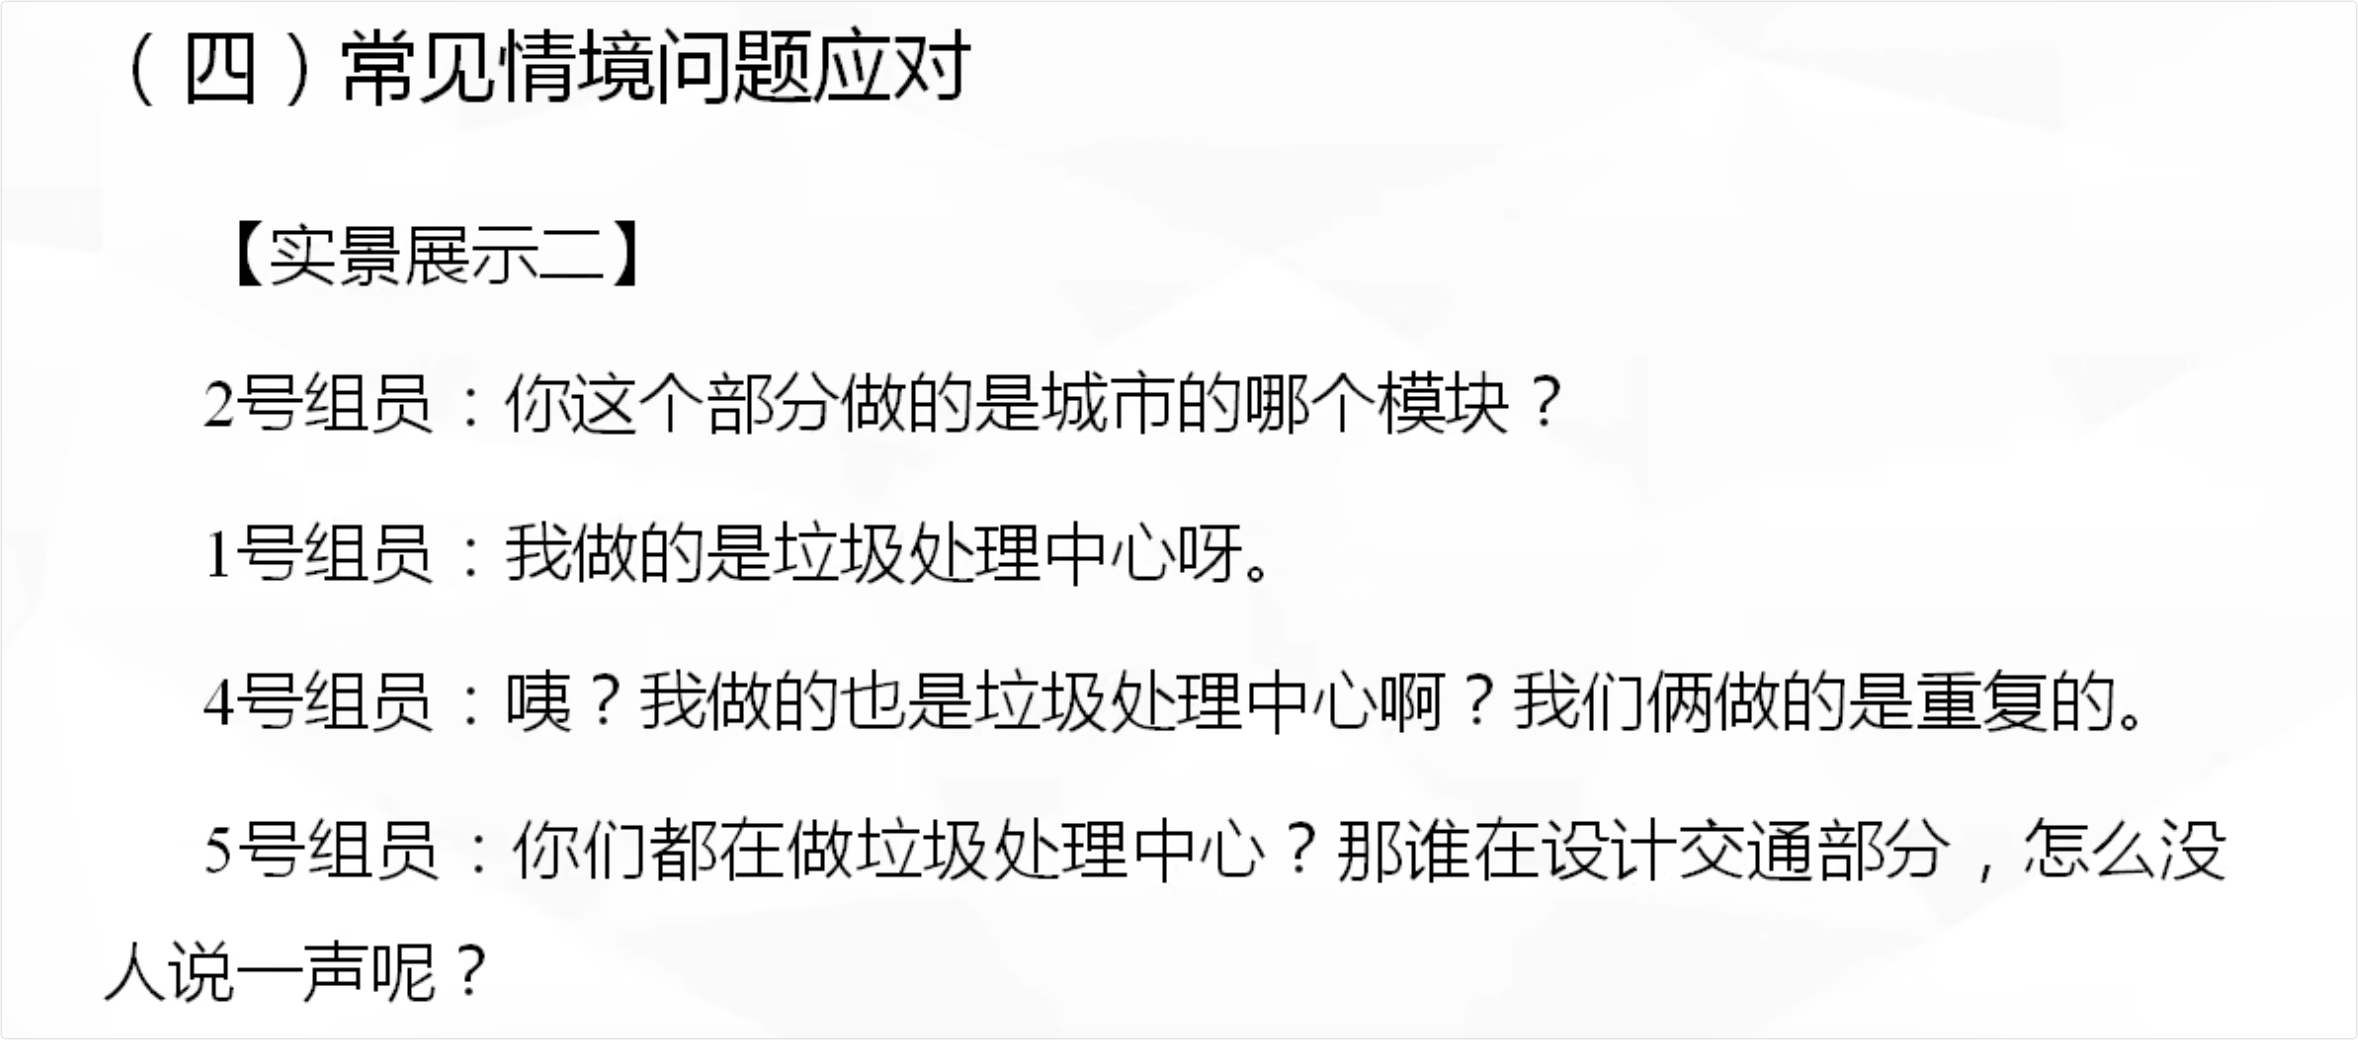 （四）常见情境问题应对
【实景展示二】
2号组员：你这个部分做的是城市的哪个模块？
1号组员：我做的是垃圾处理中心呀。
4号组员：咦？我做的也是垃圾处理中心啊？我们俩做的是重复的。
5号组员：你们都在做垃圾处理中心？那谁在设计交通部分，怎么没
人说一声呢？